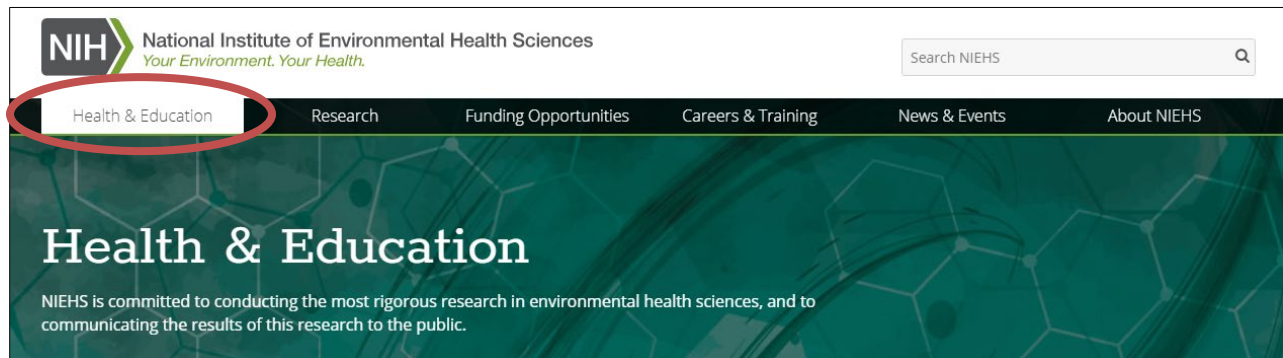 NIH
National Institute of Environmental Health Sciences
Your Environment. Your Health.
Search NIEHS
Health & Education
Research
Funding Opportunities
Careers & Training
News & Events
About NIEHS
Health & Education
NIEHS is committed to conducting the most rigorous research in environmental health sciences, and to
communicating the results of this research to the public.